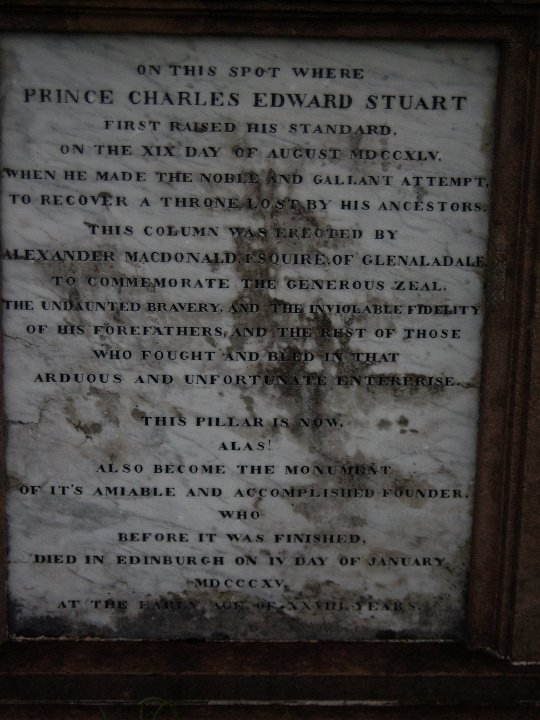 ON THIS SPOT WHERE
PRINCE CHARLES EDWARD STUART
FIRST RAISED HIS STANDARD,
ON THE XIX DAY OF AUGUST MDCCXLV,
WHEN HE MADE THE NOBLE AND GALLANT ATTEMPT,
TO RECOVER A THRONE LOST BY HIS ANCESTORS.
THIS COLUMN WAS ERECTED BY
ALEXANDER MACDONALD, ESQUIRE, OF GLENALADALE,
TO COMMEMORATE THE GENEROUS ZEAL,
THE UNDAUNTED BRAVERY, AND THE INVIOLABLE FIDELITY
OF HIS FOREFATHERS, AND THE REST OF THOSE
WHO FOUGHT AND BLED IN THAT
ARDUOUS AND UNFORTUNATE ENTERPRISE.
THIS PILLAR IS NOW,
ALAS!
ALSO BECOME THE MONUMENT
OF IT'S AMIABLE AND ACCOMPLISHED FOUNDER,
WHO
BEFORE IT WAS FINISHED,
DIED IN EDINBURGH ON IV DAY OF JANUARY
MDCCCXV,
AT THE EARLY AGE OF XXVIII YEARS.